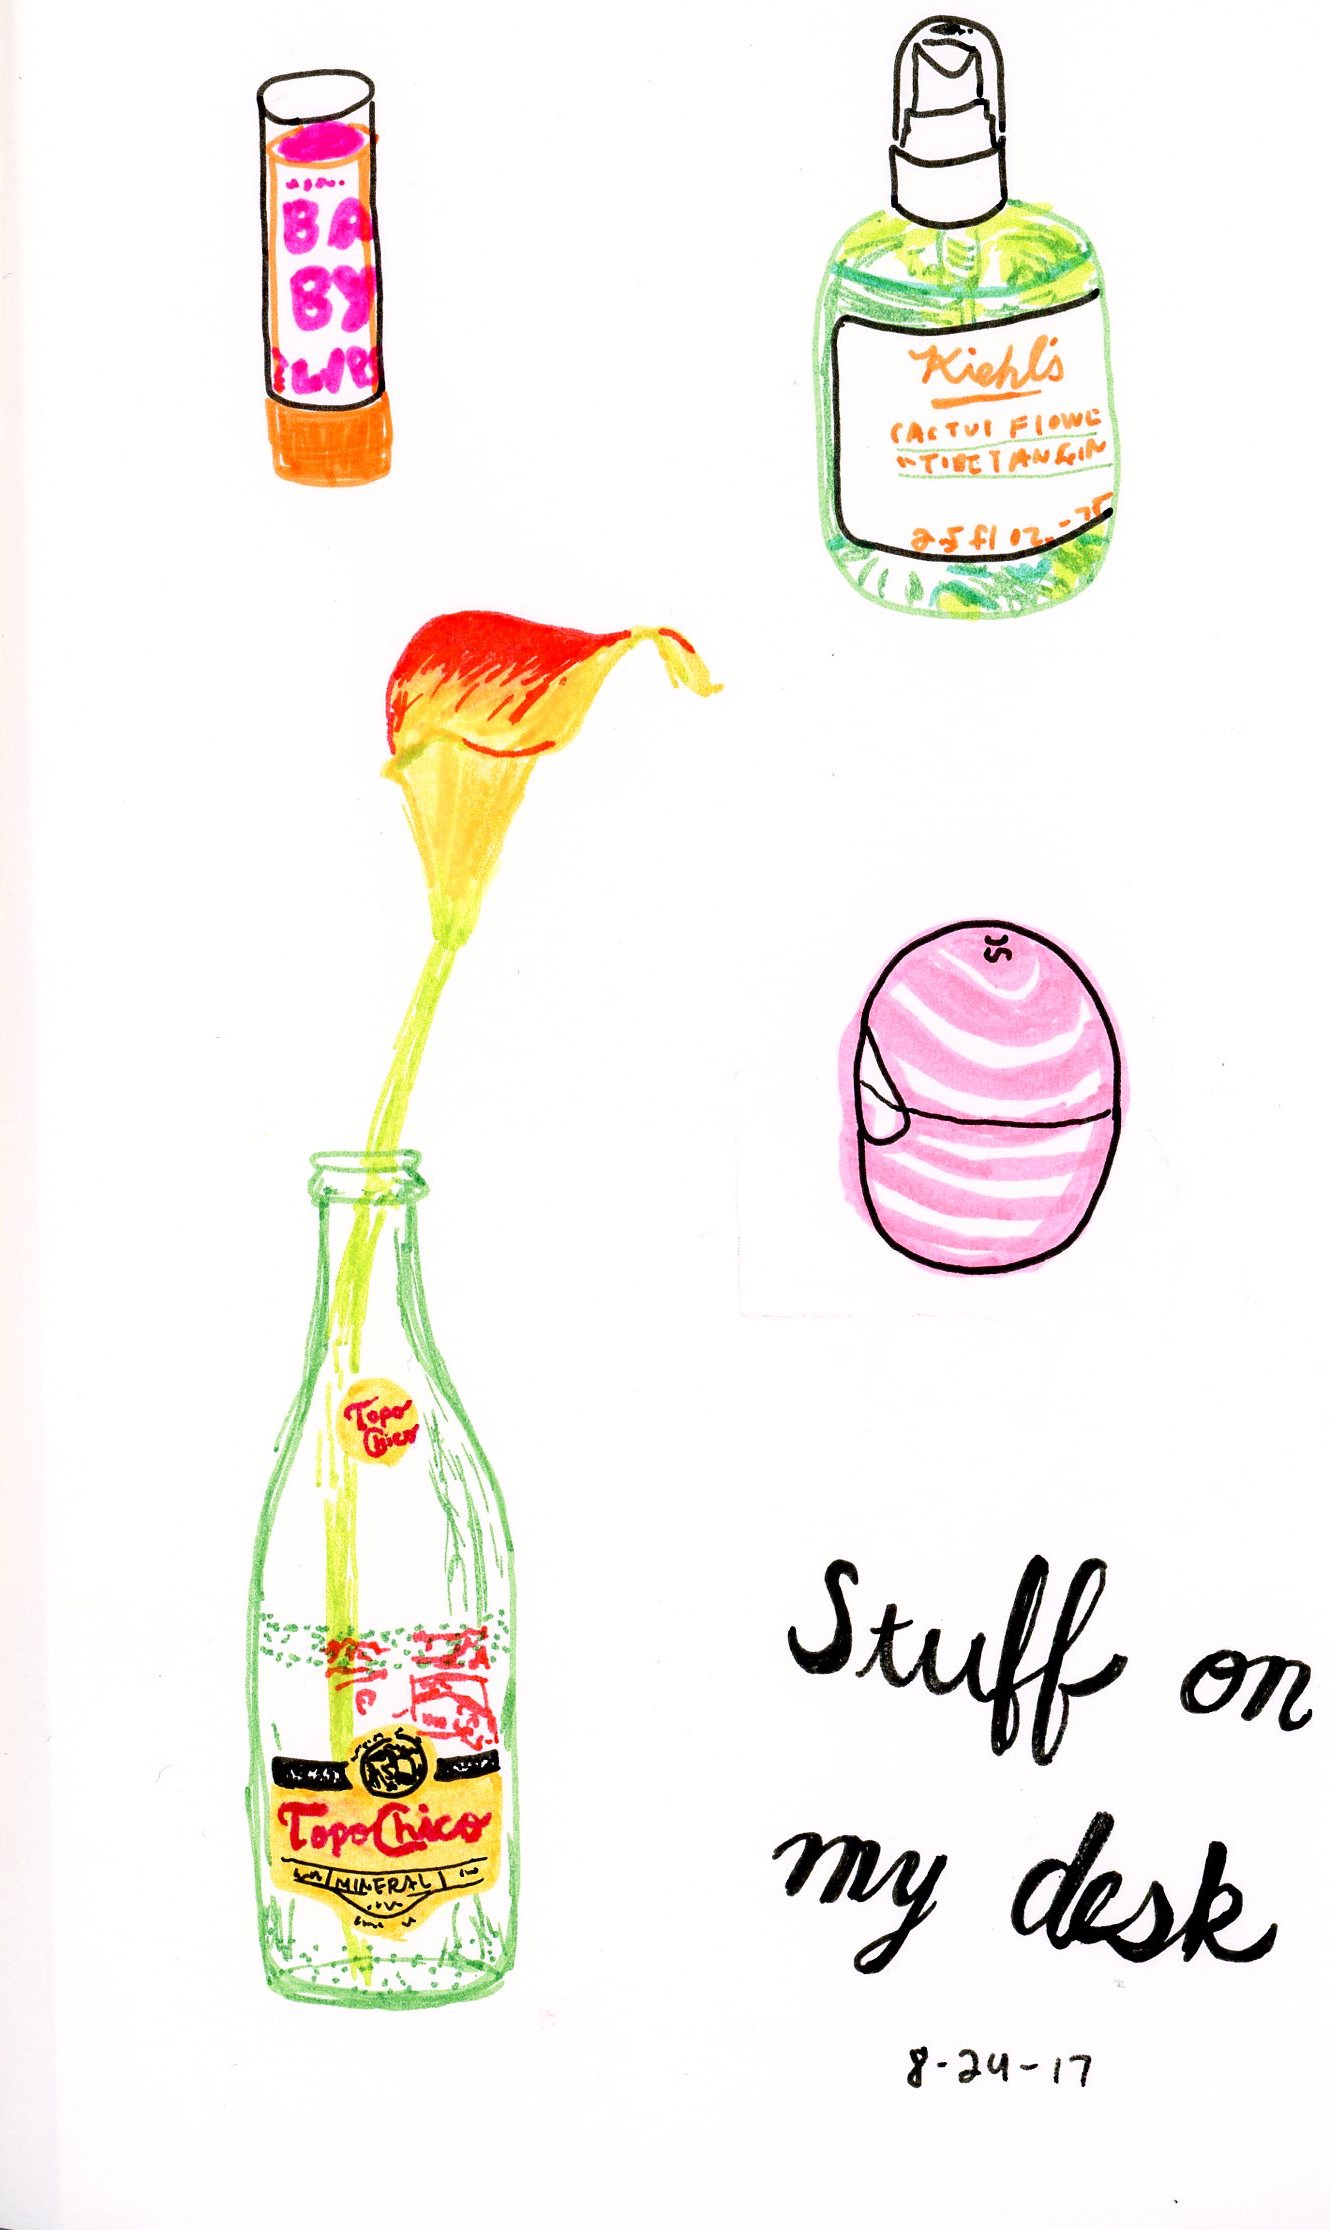 BA
BY
LIPS
Kiehl's
CACTUS FLOWE
TIBETAN GIN
2.5 fl oz. - 75
Topo
Chico
Topo Chico
MINERAL
Stuff on
my desk
8-24-17